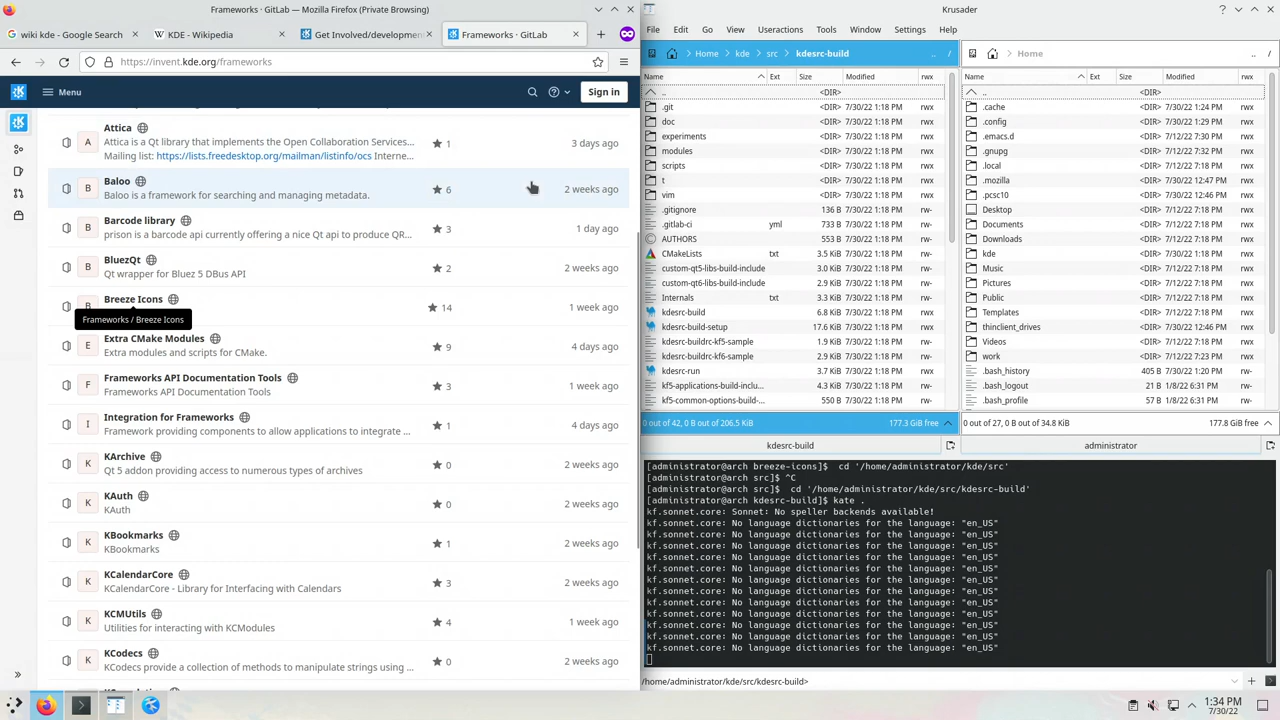 Frameworks · GitLab — Mozilla Firefox (Private Browsing)
wiki kde - Google Search
KDE - Wikipedia
Get Involved/development
Frameworks · GitLab
https://invent.kde.org/frameworks
Menu
Sign in
Attica
Attica is a Qt library that implements the Open Collaboration Services...
Mailing list: https://lists.freedesktop.org/mailman/listinfo/ocs Interne...
A
1
3 days ago
Baloo
Baloo is a framework for searching and managing metadata.
B
6
2 weeks ago
Barcode library
prison is a barcode api currently offering a nice Qt api to produce QR...
B
3
1 day ago
BluezQt
Qt wrapper for Bluez 5 DBus API
B
2
2 weeks ago
Breeze Icons
B
14
1 week ago
Frameworks / Breeze Icons
Extra CMake Modules
Extra modules and scripts for CMake.
E
9
4 days ago
Frameworks API Documentation Tools
Frameworks API Documentation Tools
F
3
1 week ago
Integration for Frameworks
Framework providing components to allow applications to integrate ...
I
1
4 days ago
KArchive
Qt 5 addon providing access to numerous types of archives
K
0
2 weeks ago
KAuth
KAuth
K
0
2 weeks ago
KBookmarks
KBookmarks
K
1
2 weeks ago
KCalendarCore
KCalendarCore - Library for Interfacing with Calendars
K
3
2 weeks ago
KCMUtils
Utilities for interacting with KCModules
K
4
1 week ago
KCodecs
KCodecs provide a collection of methods to manipulate strings using ...
K
0
2 weeks ago
Krusader
File Edit Go View Useractions Tools Window Settings Help
Home kde src kdesrc-build .. /
Name Ext Size Modified rwx
.. <DIR>
.git <DIR> 7/30/22 1:18 PM rwx
doc <DIR> 7/30/22 1:18 PM rwx
experiments <DIR> 7/30/22 1:18 PM rwx
modules <DIR> 7/30/22 1:18 PM rwx
scripts <DIR> 7/30/22 1:18 PM rwx
t <DIR> 7/30/22 1:18 PM rwx
vim <DIR> 7/30/22 1:18 PM rwx
.gitignore 136 B 7/30/22 1:18 PM rw-
.gitlab-ci yml 733 B 7/30/22 1:18 PM rw-
AUTHORS 553 B 7/30/22 1:18 PM rw-
CMakeLists txt 3.5 KiB 7/30/22 1:18 PM rw-
custom-qt5-libs-build-include 3.0 KiB 7/30/22 1:18 PM rw-
custom-qt6-libs-build-include 2.9 KiB 7/30/22 1:18 PM rw-
Internals txt 3.3 KiB 7/30/22 1:18 PM rw-
kdesrc-build 6.8 KiB 7/30/22 1:18 PM rwx
kdesrc-build-setup 17.6 KiB 7/30/22 1:18 PM rwx
kdesrc-buildrc-kf5-sample 1.9 KiB 7/30/22 1:18 PM rw-
kdesrc-buildrc-kf6-sample 2.9 KiB 7/30/22 1:18 PM rw-
kdesrc-run 3.7 KiB 7/30/22 1:18 PM rwx
kf5-applications-build-inclu... 4.3 KiB 7/30/22 1:18 PM rw-
kf5-common-options-build-... 550 B 7/30/22 1:18 PM rw-
0 out of 42, 0 B out of 206.5 KiB 177.3 GiB free
kdesrc-build
Home .. /
Name Ext Size Modified rwx
.. <DIR>
.cache <DIR> 7/30/22 1:24 PM rwx
.config <DIR> 7/30/22 1:29 PM rwx
.emacs.d <DIR> 7/12/22 7:30 PM rwx
.gnupg <DIR> 7/12/22 7:32 PM rwx
.local <DIR> 7/12/22 7:18 PM rwx
.mozilla <DIR> 7/30/22 12:47 PM rwx
.pcsc10 <DIR> 7/30/22 12:46 PM rwx
Desktop <DIR> 7/12/22 7:18 PM rwx
Documents <DIR> 7/12/22 7:18 PM rwx
Downloads <DIR> 7/12/22 7:18 PM rwx
kde <DIR> 7/30/22 1:18 PM rwx
Music <DIR> 7/12/22 7:18 PM rwx
Pictures <DIR> 7/12/22 7:18 PM rwx
Public <DIR> 7/12/22 7:18 PM rwx
Templates <DIR> 7/12/22 7:18 PM rwx
thinclient_drives <DIR> 7/30/22 12:46 PM rwx
Videos <DIR> 7/12/22 7:18 PM rwx
work <DIR> 7/12/22 7:23 PM rwx
.bash_history 405 B 7/30/22 1:20 PM rw-
.bash_logout 21 B 1/8/22 6:31 PM rw-
.bash_profile 57 B 1/8/22 6:31 PM rw-
0 out of 27, 0 B out of 34.8 KiB 177.8 GiB free
administrator
[administrator@arch breeze-icons]$ cd '/home/administrator/kde/src'
[administrator@arch src]$ ^C
[administrator@arch src]$ cd '/home/administrator/kde/src/kdesrc-build'
[administrator@arch kdesrc-build]$ kate .
kf.sonnet.core: Sonnet: No speller backends available!
kf.sonnet.core: No language dictionaries for the language: "en_US"
kf.sonnet.core: No language dictionaries for the language: "en_US"
kf.sonnet.core: No language dictionaries for the language: "en_US"
kf.sonnet.core: No language dictionaries for the language: "en_US"
kf.sonnet.core: No language dictionaries for the language: "en_US"
kf.sonnet.core: No language dictionaries for the language: "en_US"
kf.sonnet.core: No language dictionaries for the language: "en_US"
kf.sonnet.core: No language dictionaries for the language: "en_US"
kf.sonnet.core: No language dictionaries for the language: "en_US"
kf.sonnet.core: No language dictionaries for the language: "en_US"
kf.sonnet.core: No language dictionaries for the language: "en_US"
kf.sonnet.core: No language dictionaries for the language: "en_US"
/home/administrator/kde/src/kdesrc-build>
1:34 PM
7/30/22